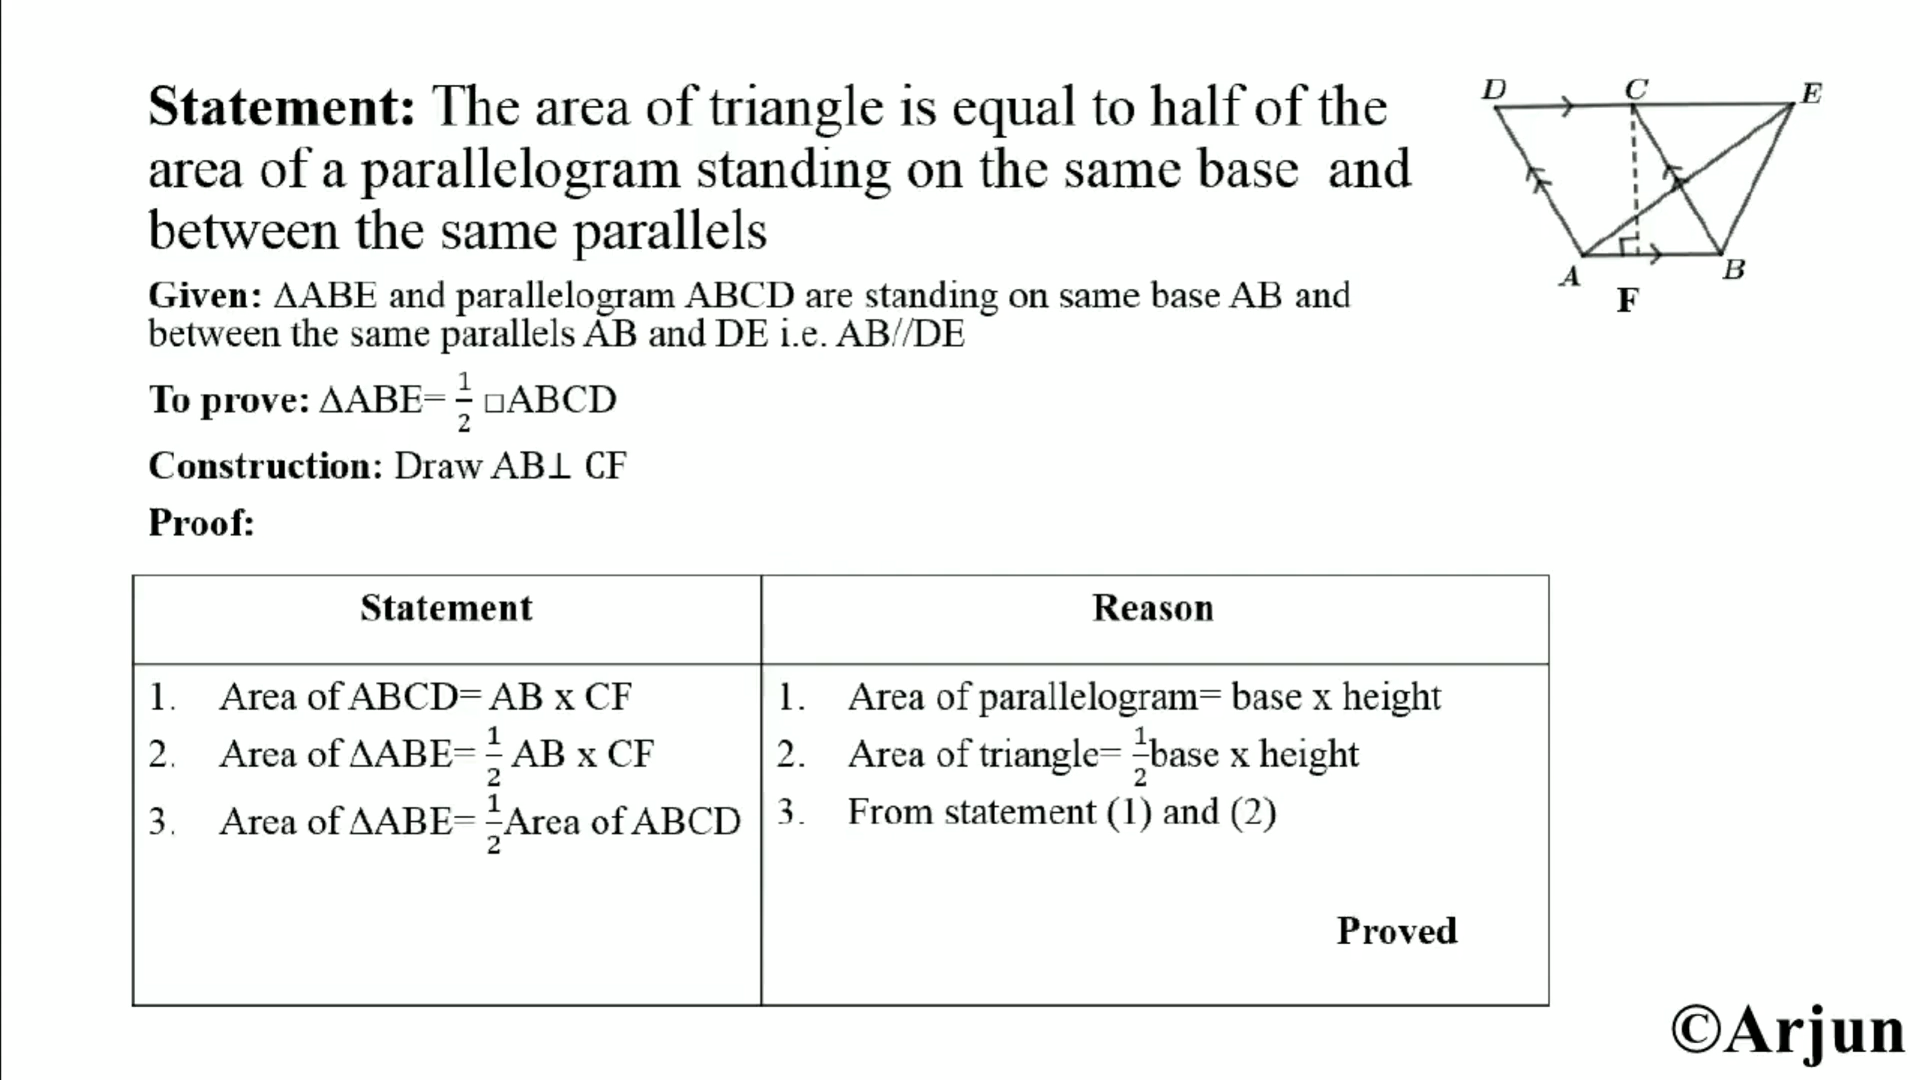 Statement: The area of triangle is equal to half of the
area of a parallelogram standing on the same base and
between the same parallels
Given: ΔABE and parallelogram ABCD are standing on same base AB and
between the same parallels AB and DE i.e. AB//DE
To prove: ΔABE= 1/2 □ABCD
Construction: Draw AB⊥ CF
Proof:
D C E
A B
F
Statement Reason
1. Area of ABCD= AB x CF
2. Area of ΔABE= 1/2 AB x CF
3. Area of ΔABE= 1/2 Area of ABCD
1. Area of parallelogram= base x height
2. Area of triangle= 1/2 base x height
3. From statement (1) and (2)
Proved
©Arjun